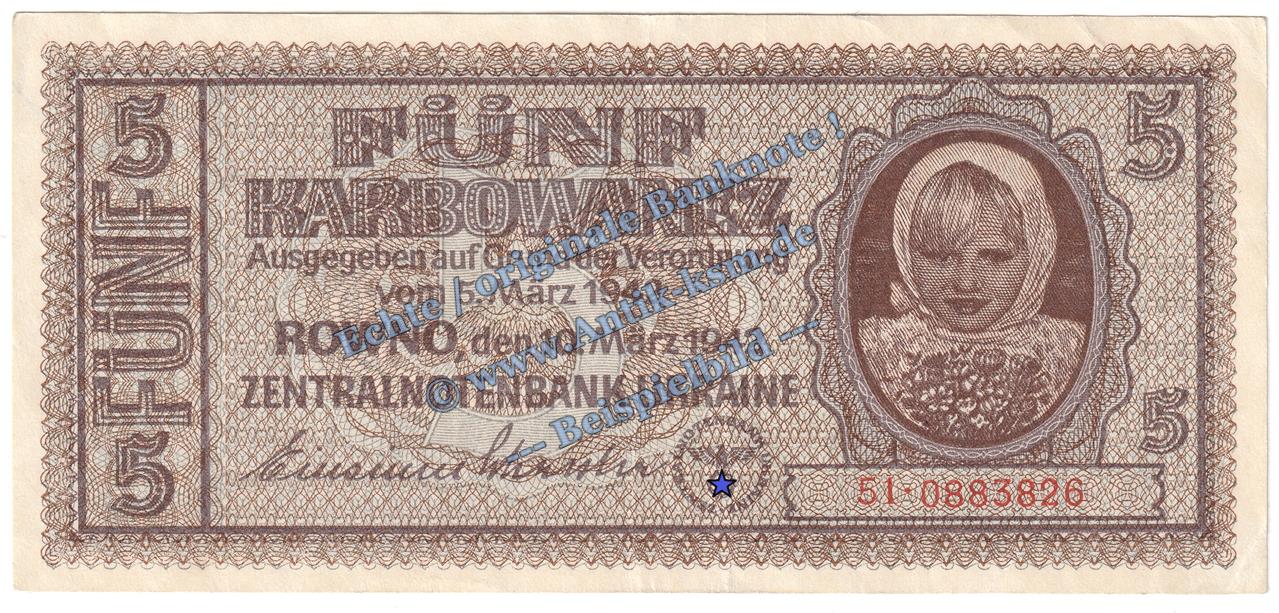 5
FÜNF
5
FÜNF
KARBOWANEZ
Ausgegeben auf Grund der Verordnung
vom 5. März 1942
ROWNO, den 10. März 1942
ZENTRALNOTENBANK UKRAINE
5
5
51·0883826
Echte / originale Banknote !
© www.Antik-ksm.de
--- Beispielbild ---